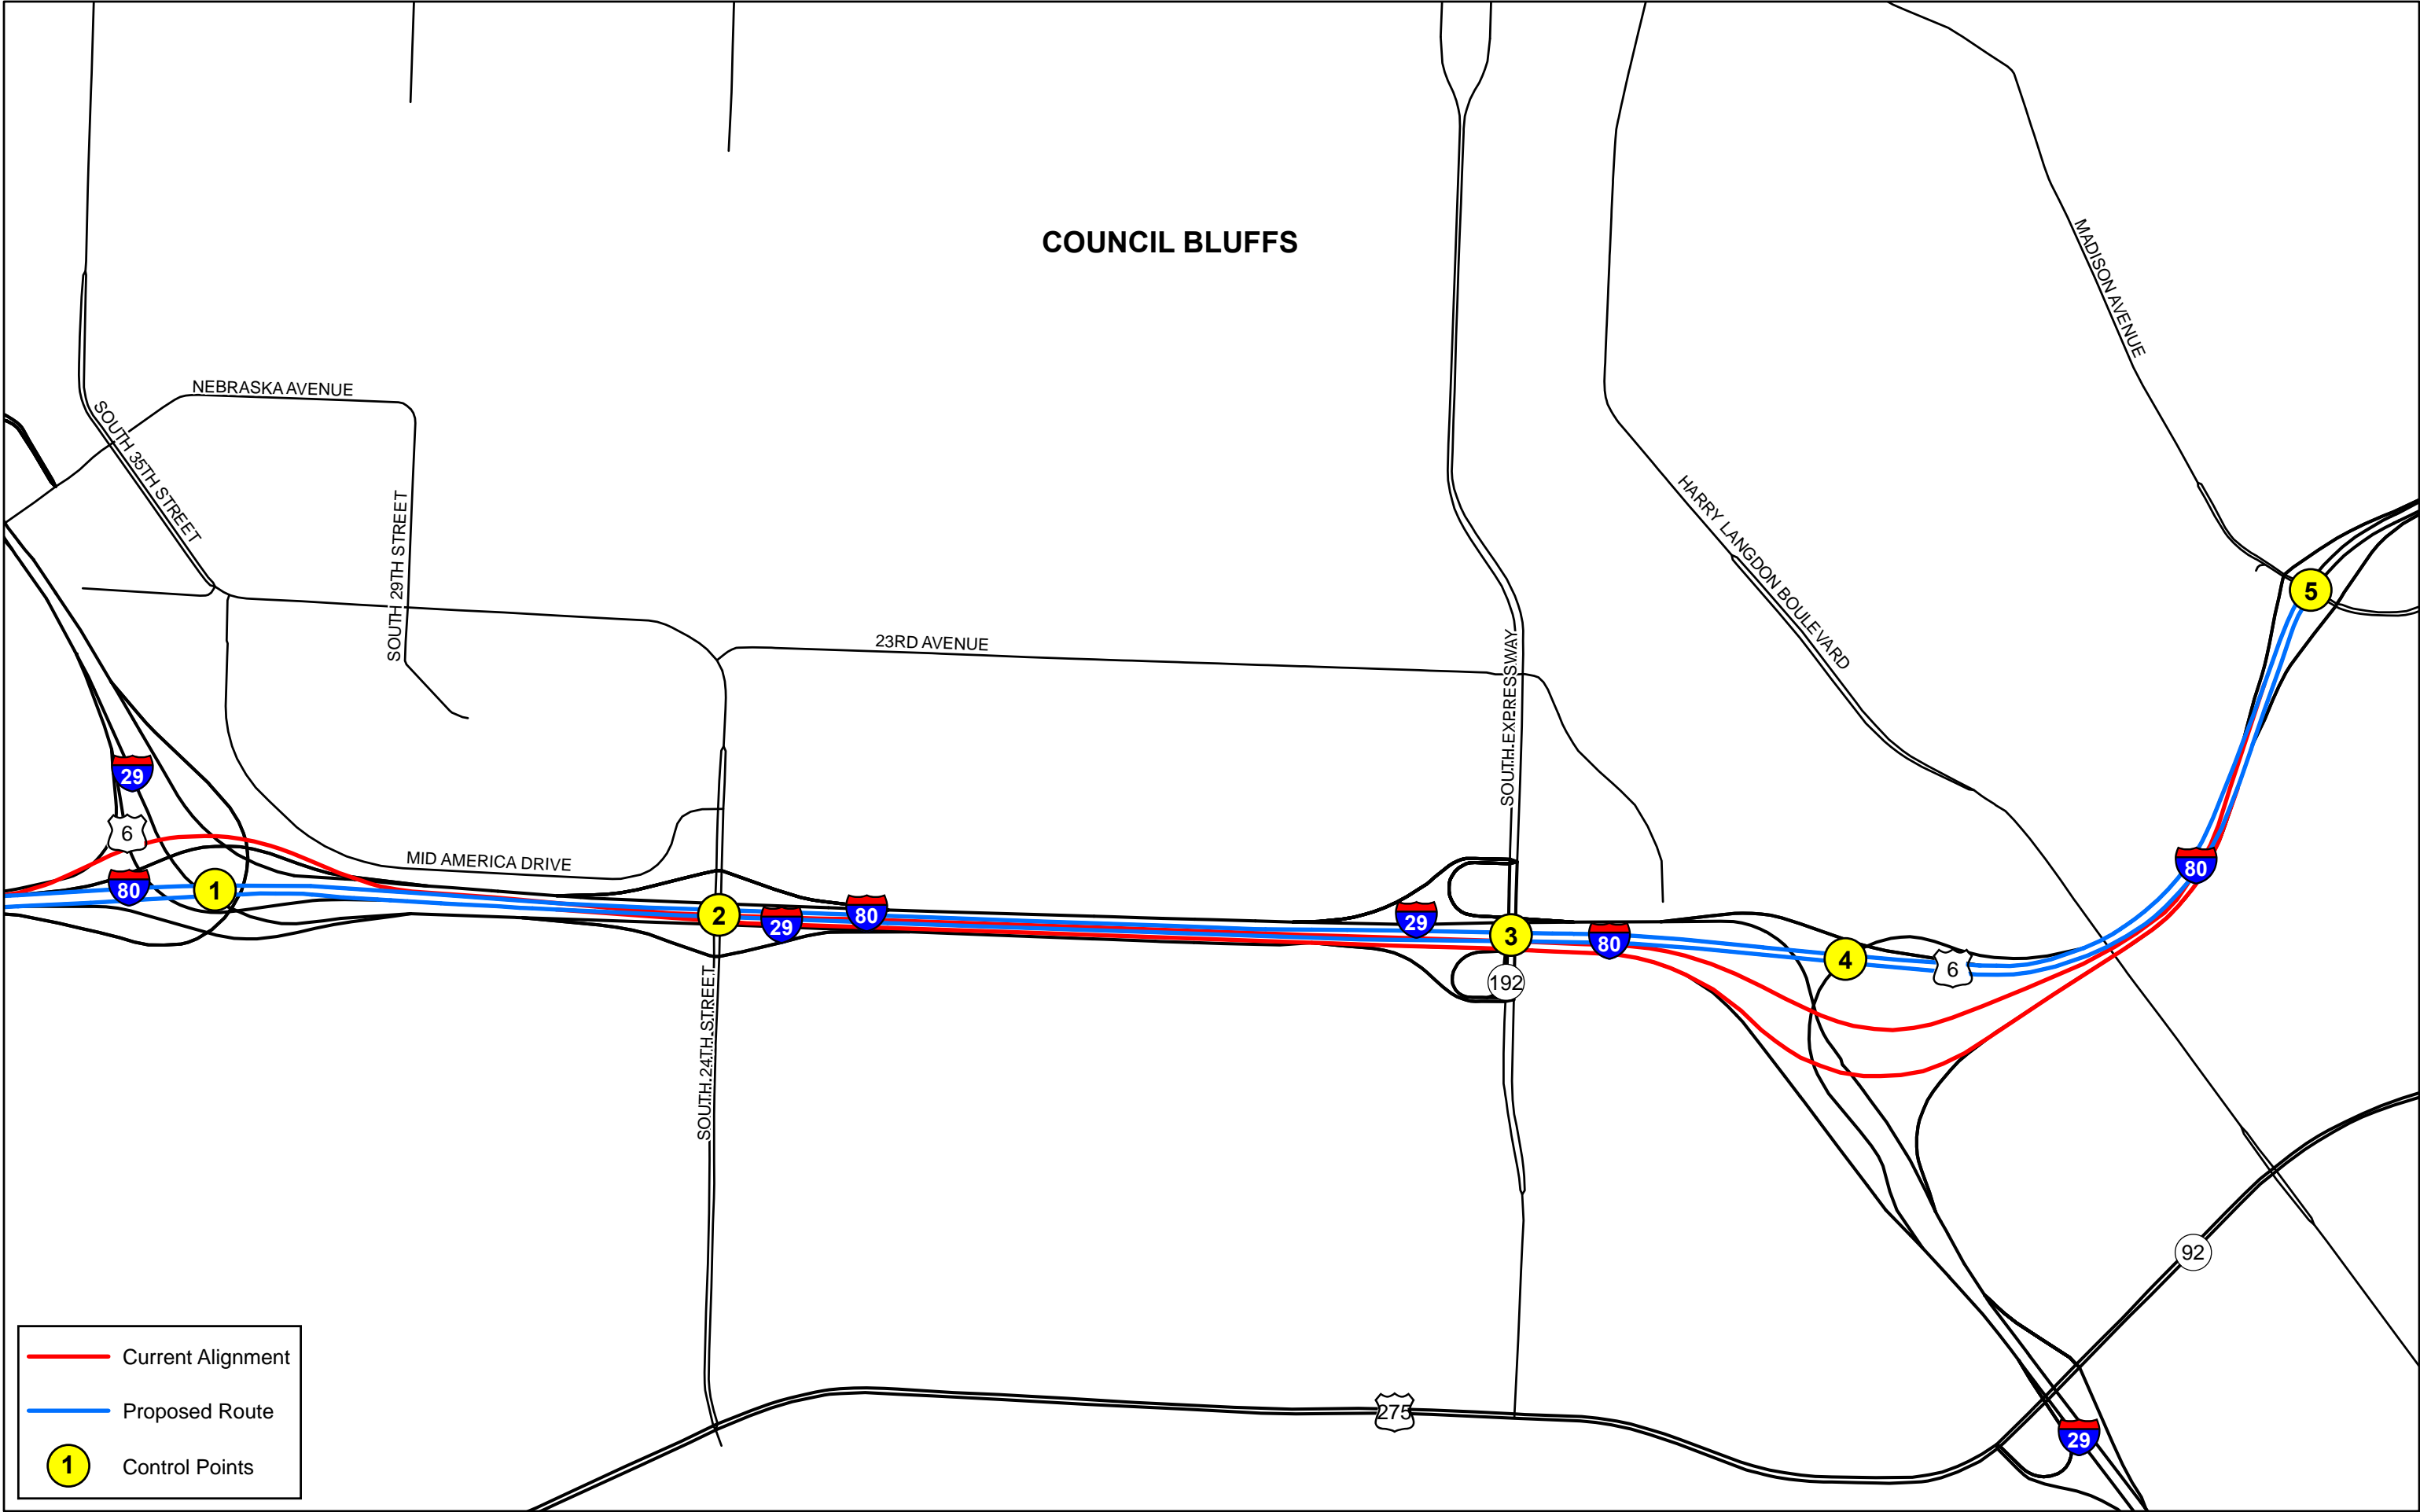 COUNCIL BLUFFS
MADISON AVENUE
NEBRASKA AVENUE
SOUTH 35TH STREET
SOUTH 29TH STREET
HARRY LANGDON BOULEVARD
23RD AVENUE
SOUTH EXPRESSWAY
5
29
6
MID AMERICA DRIVE
80
1
2
29
80
29
3
80
4
6
80
192
SOUTH 24TH STREET
92
275
29
Current Alignment
Proposed Route
1 Control Points